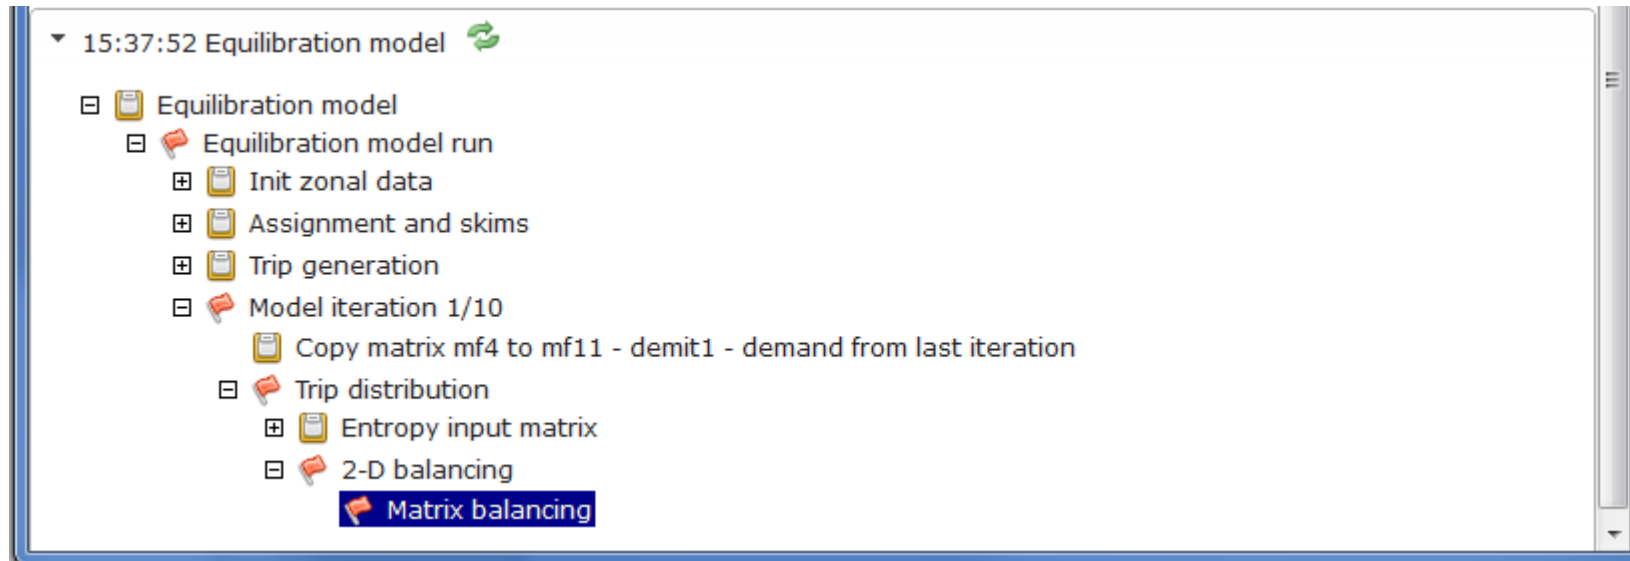 15:37:52 Equilibration model
Equilibration model
Equilibration model run
Init zonal data
Assignment and skims
Trip generation
Model iteration 1/10
Copy matrix mf4 to mf11 - demit1 - demand from last iteration
Trip distribution
Entropy input matrix
2-D balancing
Matrix balancing